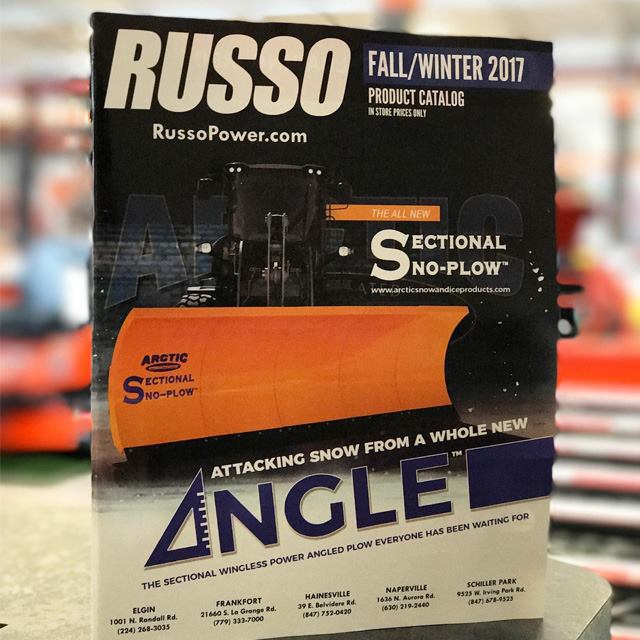 RUSSO
FALL/WINTER 2017
PRODUCT CATALOG
IN STORE PRICES ONLY
RussoPower.com
THE ALL NEW
SECTIONAL
SNO-PLOW™
www.arcticsnowandiceproducts.com
ARCTIC
SECTIONAL
SNO-PLOW™
ATTACKING SNOW FROM A WHOLE NEW
ANGLE™
THE SECTIONAL WINGLESS POWER ANGLED PLOW EVERYONE HAS BEEN WAITING FOR
ELGIN
1001 N. Randall Rd.
(224) 268-3035
FRANKFORT
21660 S. La Grange Rd.
(779) 333-7000
HAINESVILLE
39 E. Belvidere Rd.
(847) 752-0420
NAPERVILLE
1636 N. Aurora Rd.
(630) 219-2440
SCHILLER PARK
9525 W. Irving Park Rd.
(847) 678-9525